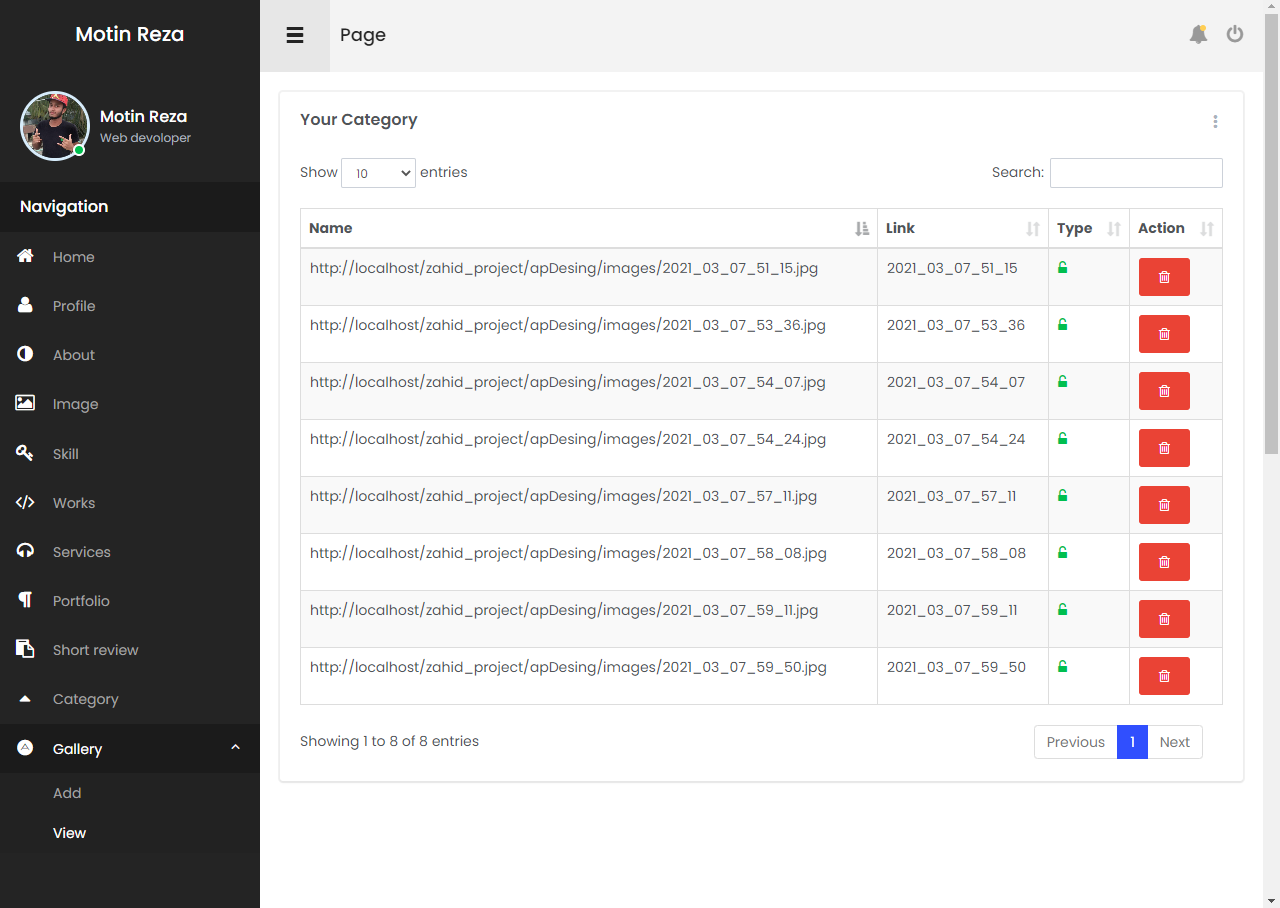 Motin Reza
Page
Motin Reza
Web devoloper
Navigation
Home
Profile
About
Image
Skill
Works
Services
Portfolio
Short review
Category
Gallery
Add
View
Your Category
Show 10 entries Search:
Name Link Type Action
http://localhost/zahid_project/apDesing/images/2021_03_07_51_15.jpg 2021_03_07_51_15
http://localhost/zahid_project/apDesing/images/2021_03_07_53_36.jpg 2021_03_07_53_36
http://localhost/zahid_project/apDesing/images/2021_03_07_54_07.jpg 2021_03_07_54_07
http://localhost/zahid_project/apDesing/images/2021_03_07_54_24.jpg 2021_03_07_54_24
http://localhost/zahid_project/apDesing/images/2021_03_07_57_11.jpg 2021_03_07_57_11
http://localhost/zahid_project/apDesing/images/2021_03_07_58_08.jpg 2021_03_07_58_08
http://localhost/zahid_project/apDesing/images/2021_03_07_59_11.jpg 2021_03_07_59_11
http://localhost/zahid_project/apDesing/images/2021_03_07_59_50.jpg 2021_03_07_59_50
Showing 1 to 8 of 8 entries Previous 1 Next